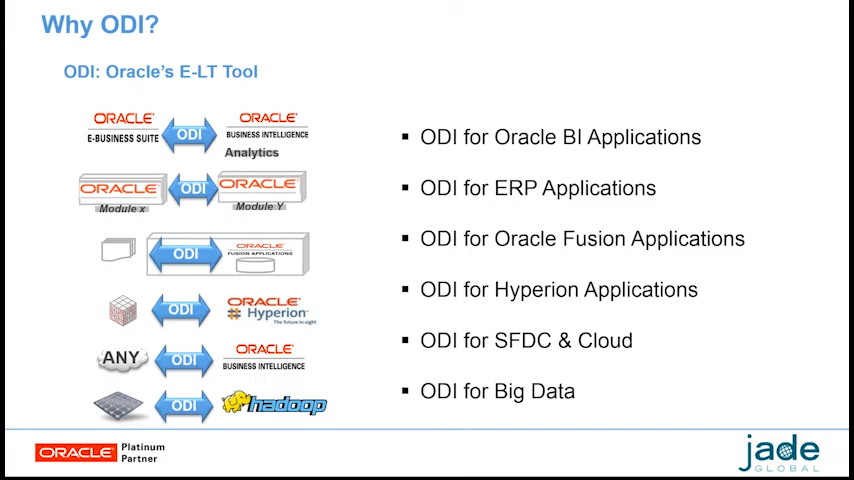 Why ODI?
ODI: Oracle's E-LT Tool
ORACLE
E-BUSINESS SUITE
ODI
ORACLE
BUSINESS INTELLIGENCE
Analytics
ORACLE
Module x
ODI
ORACLE
Module Y
ODI
ORACLE
FUSION APPLICATIONS
ODI
ORACLE
Hyperion
The future in sight
ANY
ODI
ORACLE
BUSINESS INTELLIGENCE
ODI
hadoop
▪ ODI for Oracle BI Applications
▪ ODI for ERP Applications
▪ ODI for Oracle Fusion Applications
▪ ODI for Hyperion Applications
▪ ODI for SFDC & Cloud
▪ ODI for Big Data
ORACLE
Platinum
Partner
jade
GLOBAL